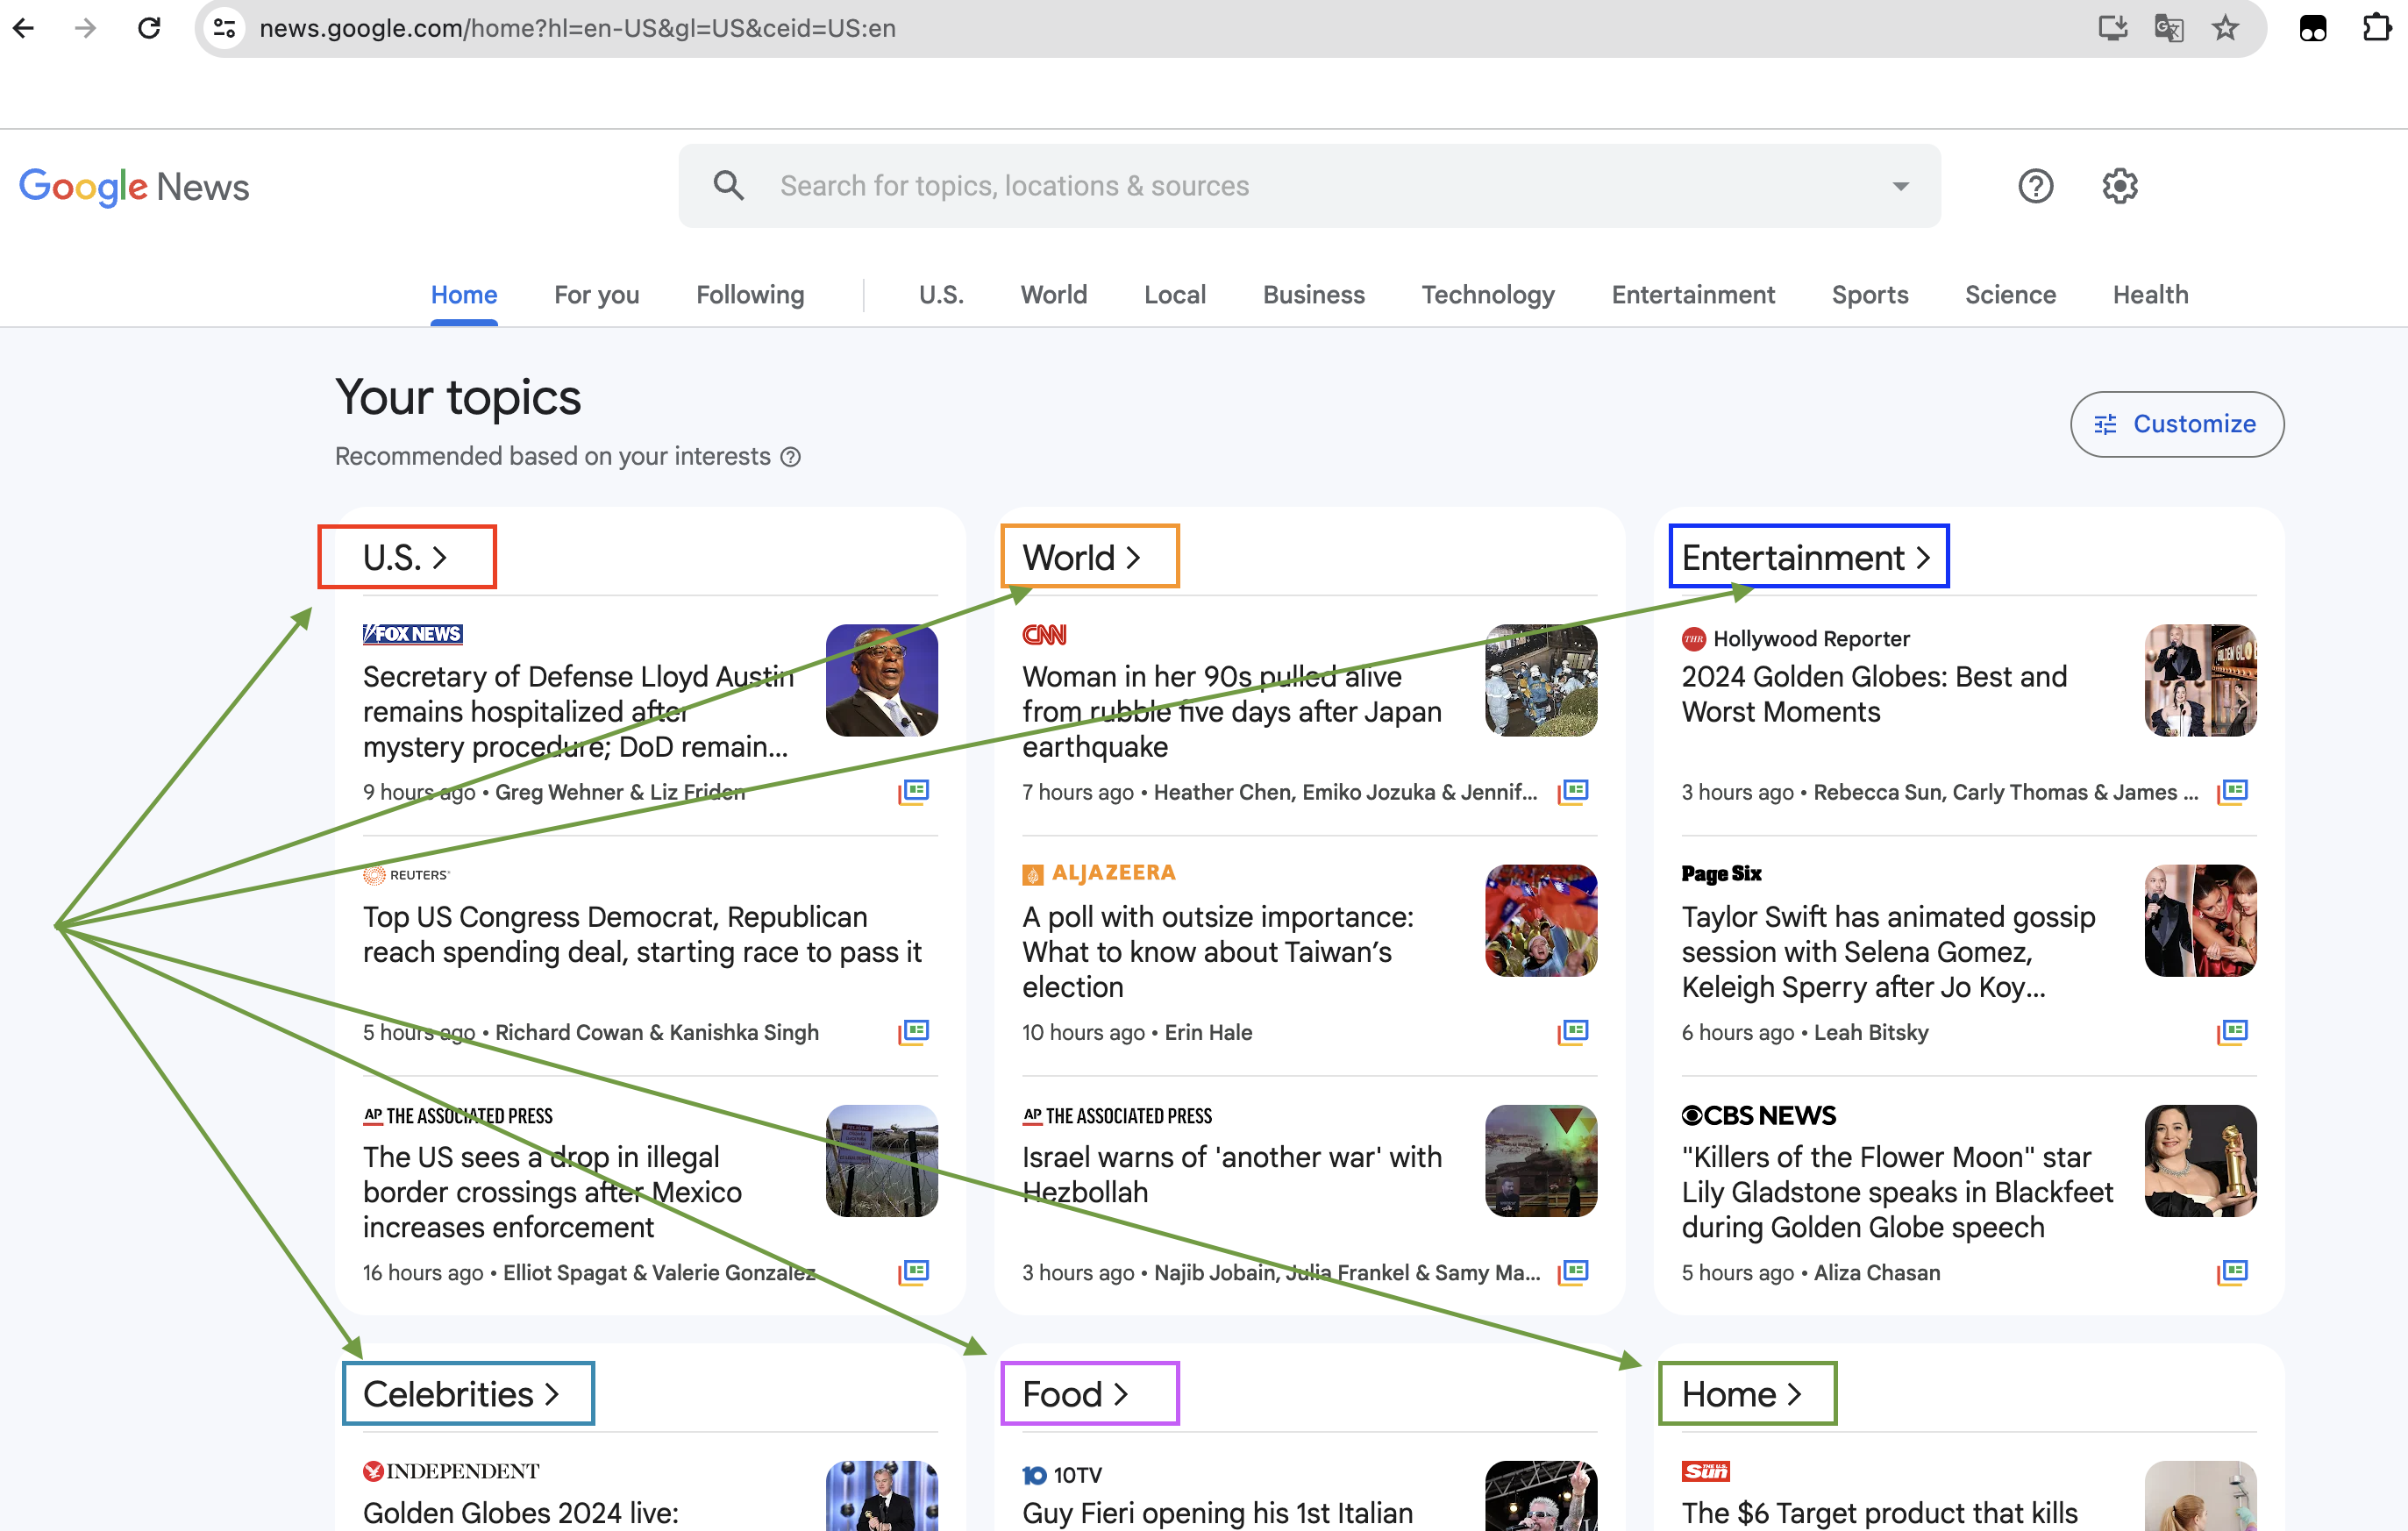 news.google.com/home?hl=en-US&gl=US&ceid=US:en
Google News
Search for topics, locations & sources
Home For you Following U.S. World Local Business Technology Entertainment Sports Science Health
Your topics
Recommended based on your interests
Customize
U.S. >
FOX NEWS
Secretary of Defense Lloyd Austin
remains hospitalized after
mystery procedure; DoD remain...
9 hours ago • Greg Wehner & Liz Friden
REUTERS
Top US Congress Democrat, Republican
reach spending deal, starting race to pass it
5 hours ago • Richard Cowan & Kanishka Singh
AP THE ASSOCIATED PRESS
The US sees a drop in illegal
border crossings after Mexico
increases enforcement
16 hours ago • Elliot Spagat & Valerie Gonzalez
World >
CNN
Woman in her 90s pulled alive
from rubble five days after Japan
earthquake
7 hours ago • Heather Chen, Emiko Jozuka & Jennif...
ALJAZEERA
A poll with outsize importance:
What to know about Taiwan’s
election
10 hours ago • Erin Hale
AP THE ASSOCIATED PRESS
Israel warns of 'another war' with
Hezbollah
3 hours ago • Najib Jobain, Julia Frankel & Samy Ma...
Entertainment >
THR Hollywood Reporter
2024 Golden Globes: Best and
Worst Moments
3 hours ago • Rebecca Sun, Carly Thomas & James ...
Page Six
Taylor Swift has animated gossip
session with Selena Gomez,
Keleigh Sperry after Jo Koy...
6 hours ago • Leah Bitsky
CBS NEWS
"Killers of the Flower Moon" star
Lily Gladstone speaks in Blackfeet
during Golden Globe speech
5 hours ago • Aliza Chasan
Celebrities >
INDEPENDENT
Golden Globes 2024 live:
Food >
10 10TV
Guy Fieri opening his 1st Italian
Home >
THE U.S. Sun
The $6 Target product that kills